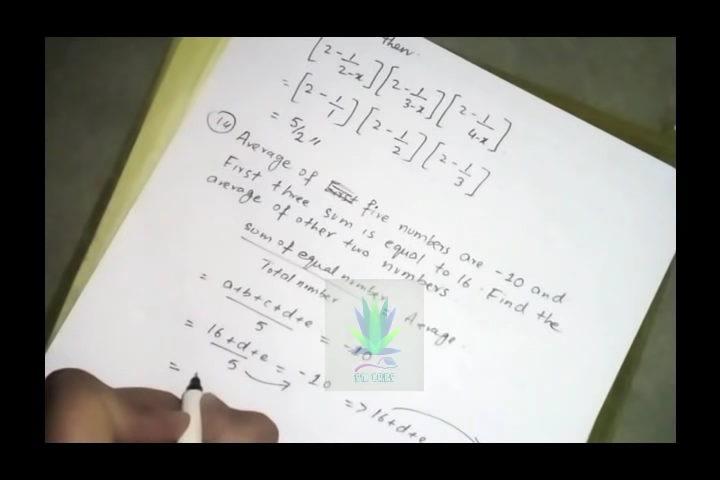 then.
[2 - 1/2-x] [2 - 1/3-x] [2 - 1/4-x]
= [2 - 1/1] [2 - 1/2] [2 - 1/3]
= 5/2 "
14 Average of five numbers are -20 and
First three sum is equal to 16. Find the
average of other two numbers
sum of equal number / Total number = Average.
= a+b+c+d+e / 5 = -20
= 16+d+e / 5 = -20
=> 16+d+e
=